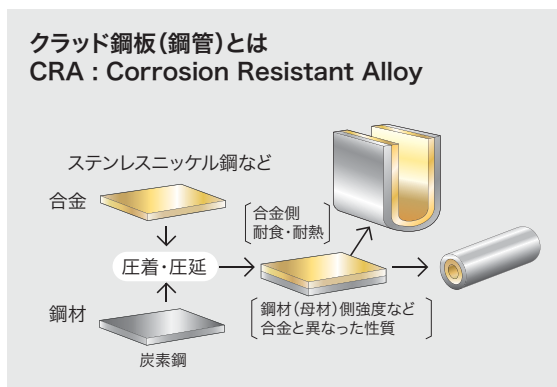 クラッド鋼板（鋼管）とは
CRA : Corrosion Resistant Alloy
ステンレスニッケル鋼など
合金
合金側
耐食・耐熱
圧着・圧延
鋼材
鋼材（母材）側強度など
合金と異なった性質
炭素鋼